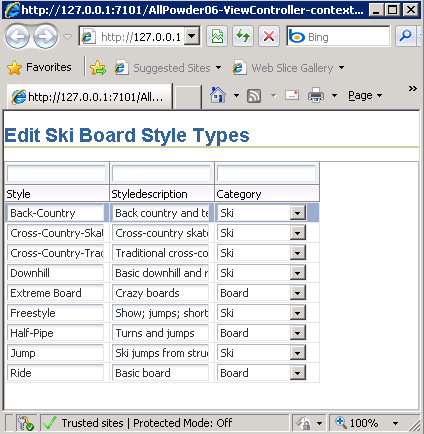 http://127.0.0.1:7101/AllPowder06-ViewController-context...
http://127.0.0.1:7101
Bing
Favorites
Suggested Sites
Web Slice Gallery
http://127.0.0.1:7101/All...
Page
Edit Ski Board Style Types
Style Styledescription Category
Back-Country Back country and te Ski
Cross-Country-Skat Cross-country skate Ski
Cross-Country-Trad Traditional cross-co Ski
Downhill Basic downhill and r Ski
Extreme Board Crazy boards Board
Freestyle Show; jumps; short Ski
Half-Pipe Turns and jumps Board
Jump Ski jumps from struc Ski
Ride Basic board Board
Trusted sites | Protected Mode: Off
100%